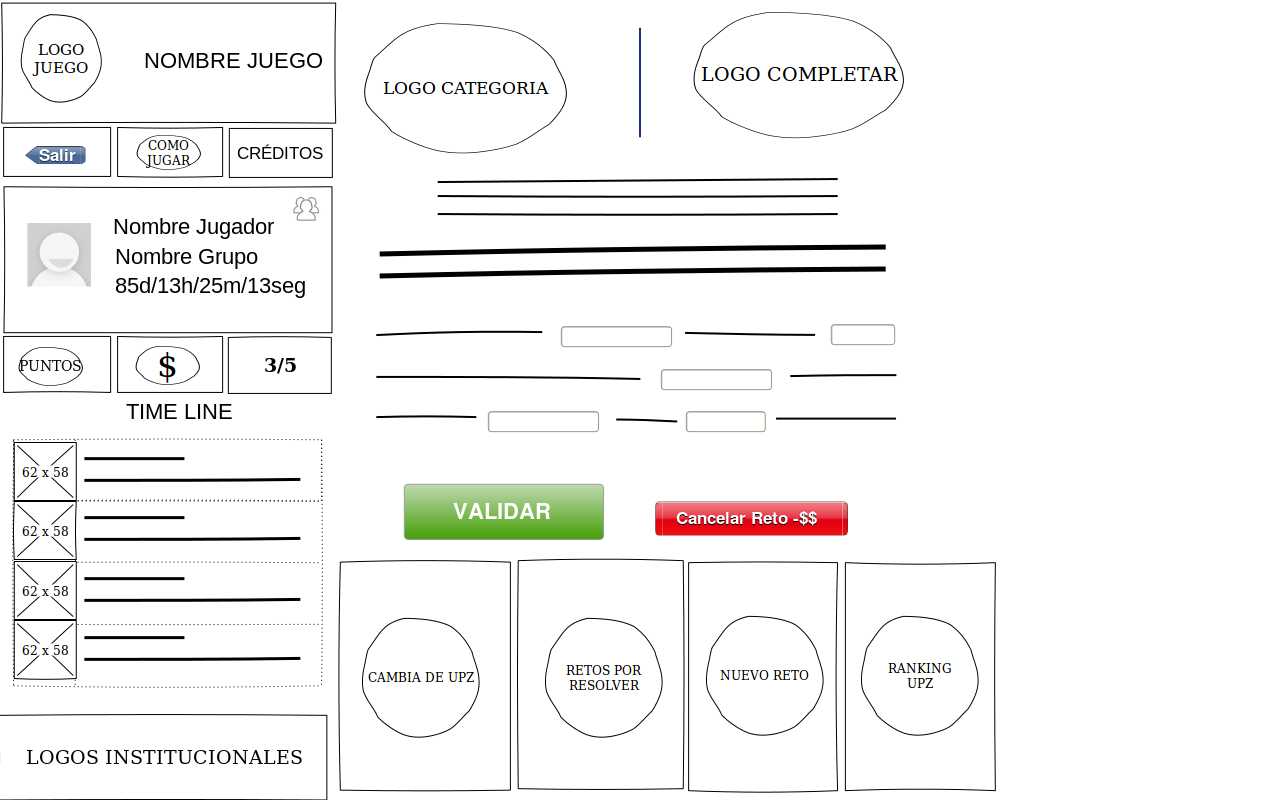 LOGO
JUEGO
NOMBRE JUEGO
Salir
COMO
JUGAR
CRÉDITOS
Nombre Jugador
Nombre Grupo
85d/13h/25m/13seg
PUNTOS
$
3/5
TIME LINE
62 x 58
62 x 58
62 x 58
62 x 58
LOGOS INSTITUCIONALES
LOGO CATEGORIA
LOGO COMPLETAR
VALIDAR
Cancelar Reto -$$
CAMBIA DE UPZ
RETOS POR
RESOLVER
NUEVO RETO
RANKING
UPZ